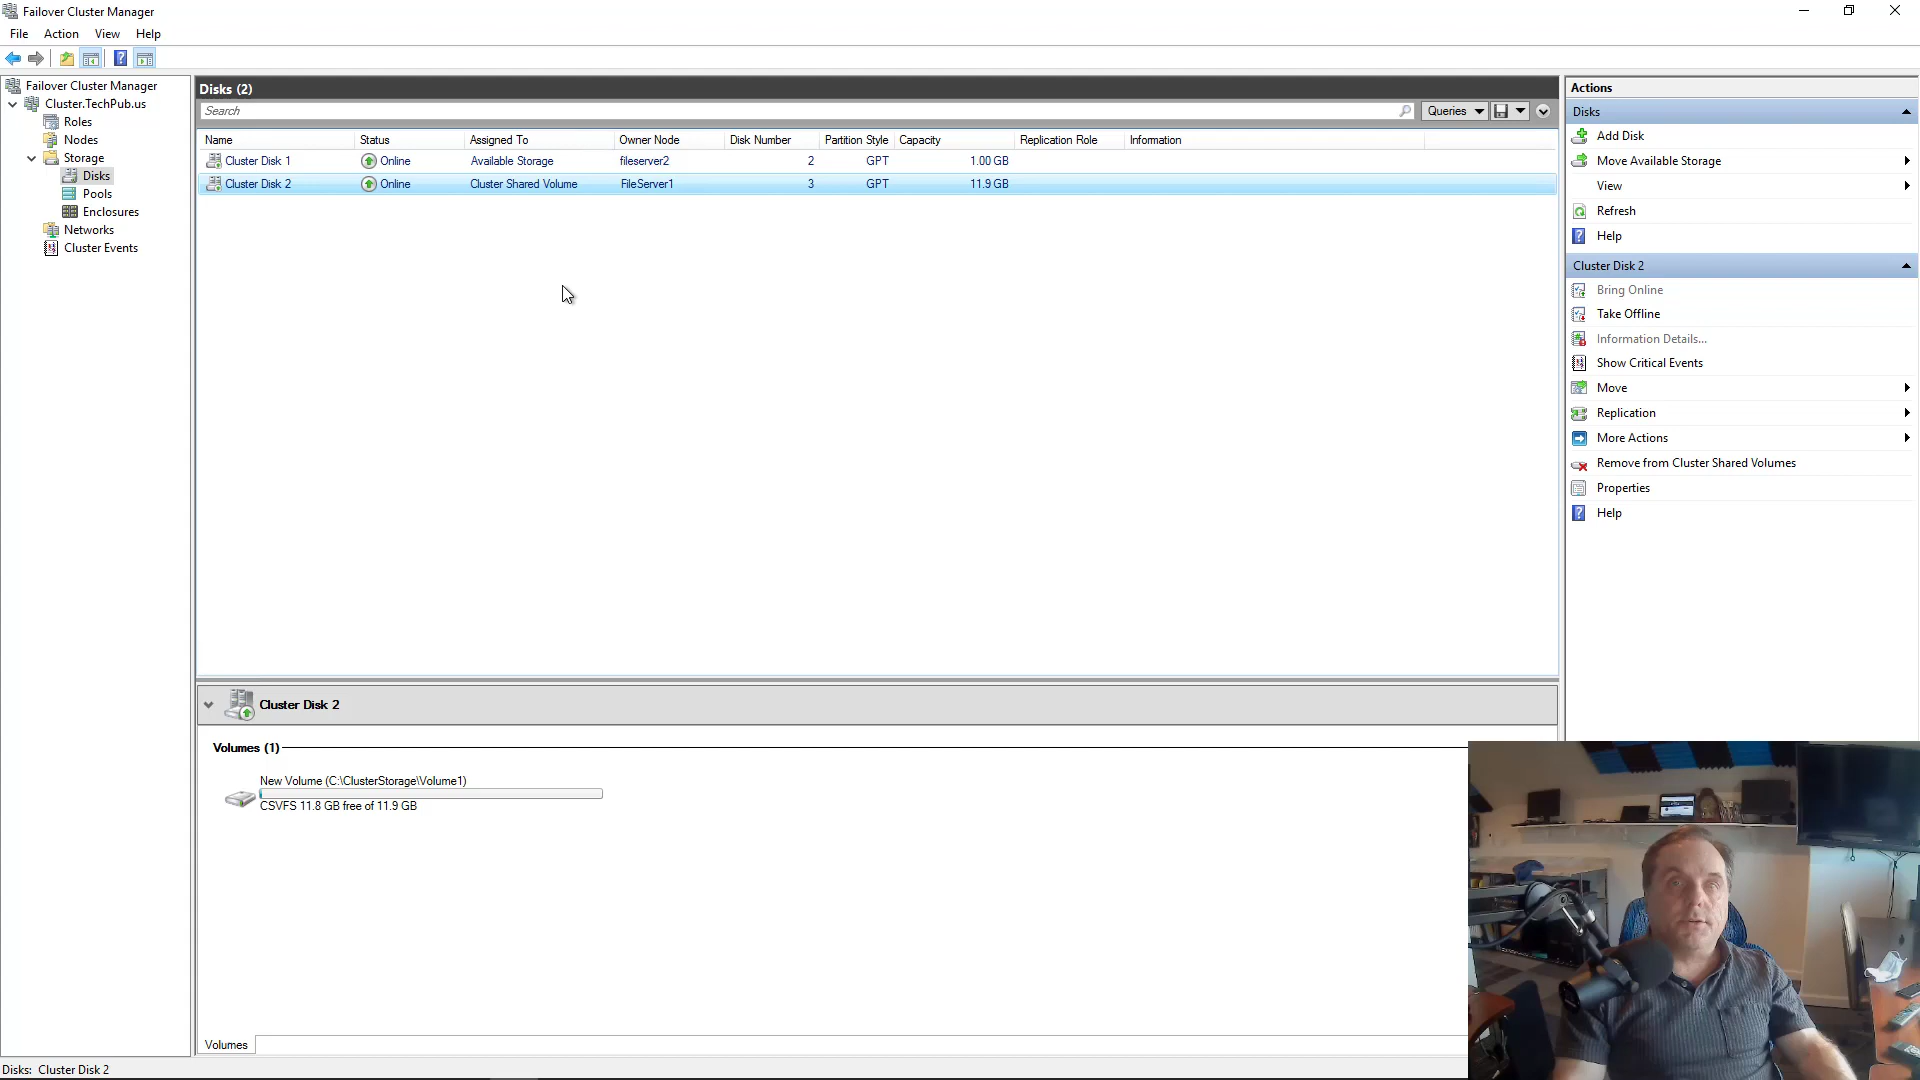 Failover Cluster Manager
File Action View Help
Failover Cluster Manager
Cluster.TechPub.us
Roles
Nodes
Storage
Disks
Pools
Enclosures
Networks
Cluster Events
Disks (2)
Search
Queries
Name Status Assigned To Owner Node Disk Number Partition Style Capacity Replication Role Information
Cluster Disk 1 Online Available Storage fileserver2 2 GPT 1.00 GB
Cluster Disk 2 Online Cluster Shared Volume FileServer1 3 GPT 11.9 GB
Cluster Disk 2
Volumes (1)
New Volume (C:\ClusterStorage\Volume1)
CSVFS 11.8 GB free of 11.9 GB
Volumes
Actions
Disks
Add Disk
Move Available Storage
View
Refresh
Help
Cluster Disk 2
Bring Online
Take Offline
Information Details...
Show Critical Events
Move
Replication
More Actions
Remove from Cluster Shared Volumes
Properties
Help
Disks: Cluster Disk 2